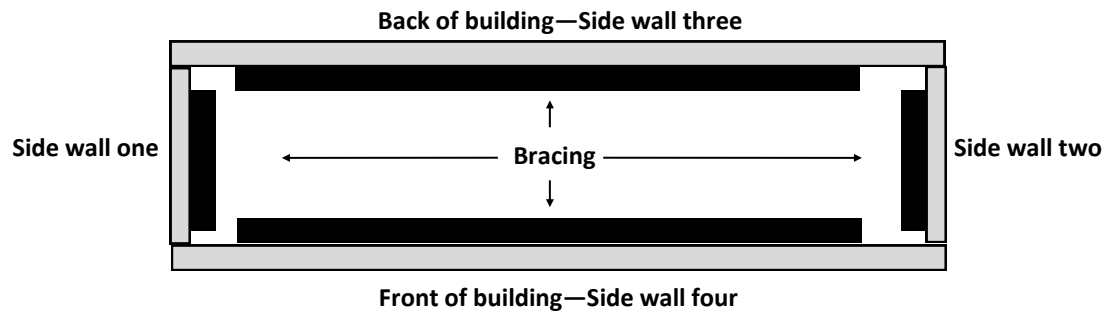 Back of building—Side wall three
Side wall one
Bracing
Side wall two
Front of building—Side wall four